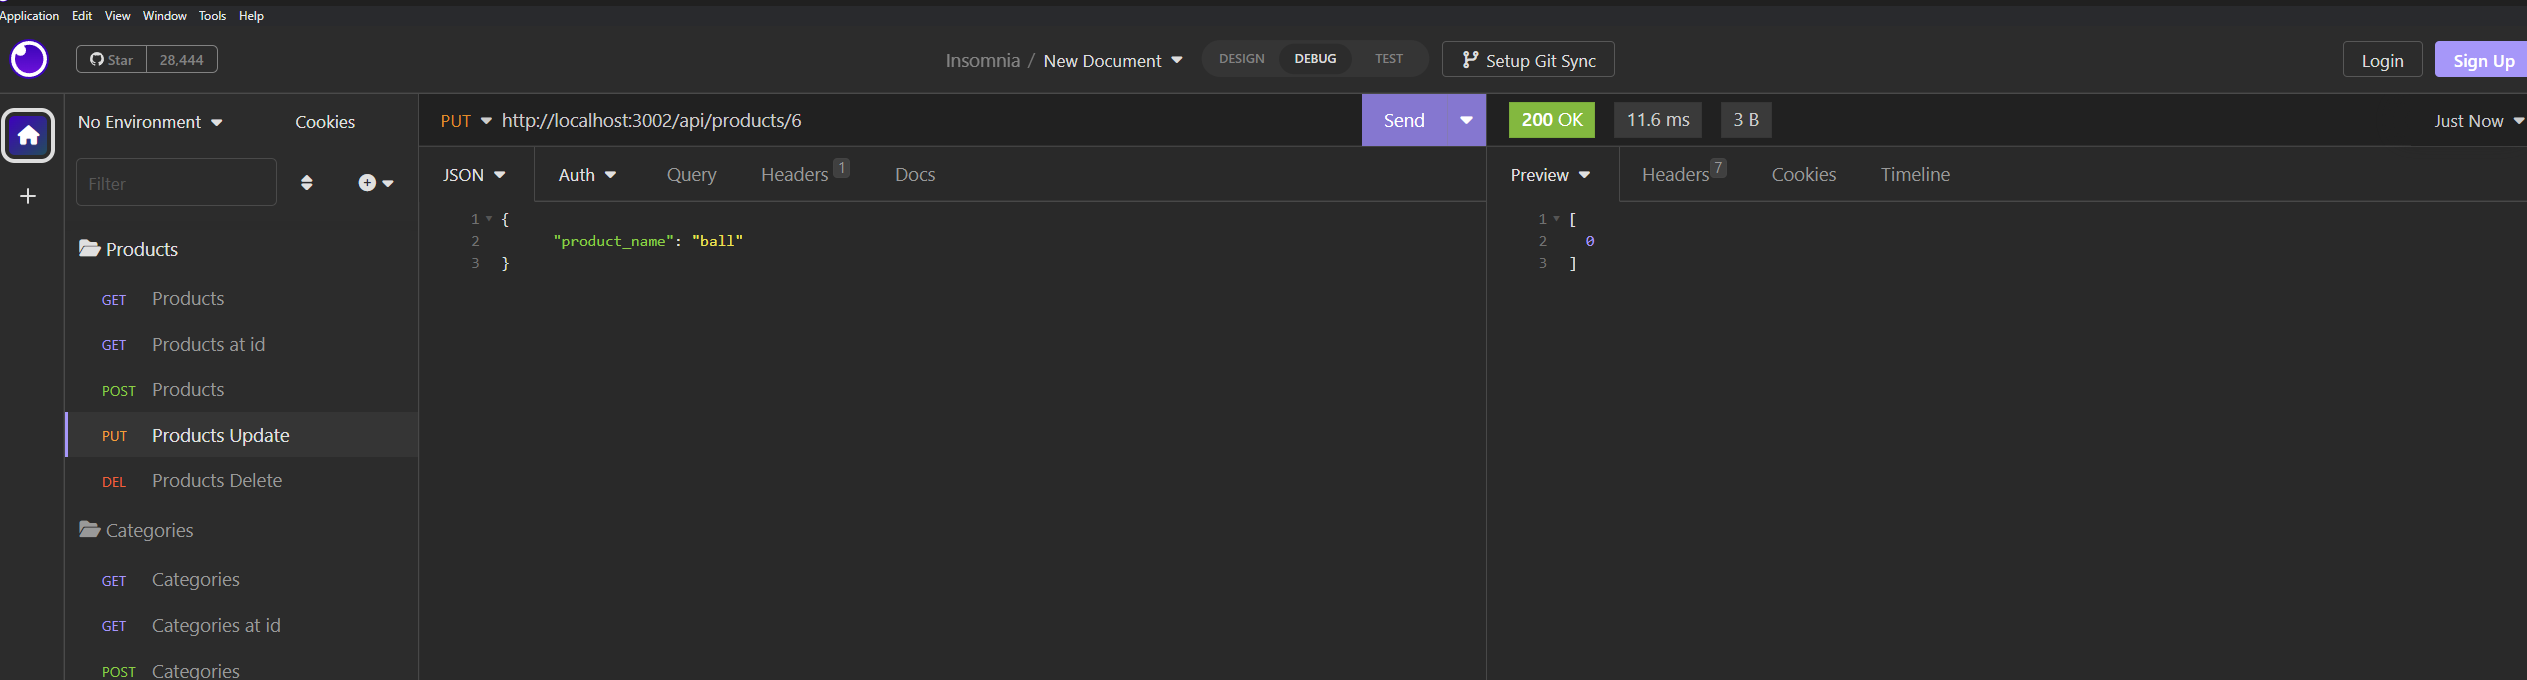 Application Edit View Window Tools Help
Star 28,444
Insomnia / New Document
DESIGN DEBUG TEST
Setup Git Sync
Login
Sign Up
No Environment
Cookies
Filter
Products
GET Products
GET Products at id
POST Products
PUT Products Update
DEL Products Delete
Categories
GET Categories
GET Categories at id
POST Categories
PUT http://localhost:3002/api/products/6
Send
JSON Auth Query Headers 1 Docs
1 {
2 "product_name": "ball"
3 }
200 OK 11.6 ms 3 B
Just Now
Preview Headers 7 Cookies Timeline
1 [
2 0
3 ]